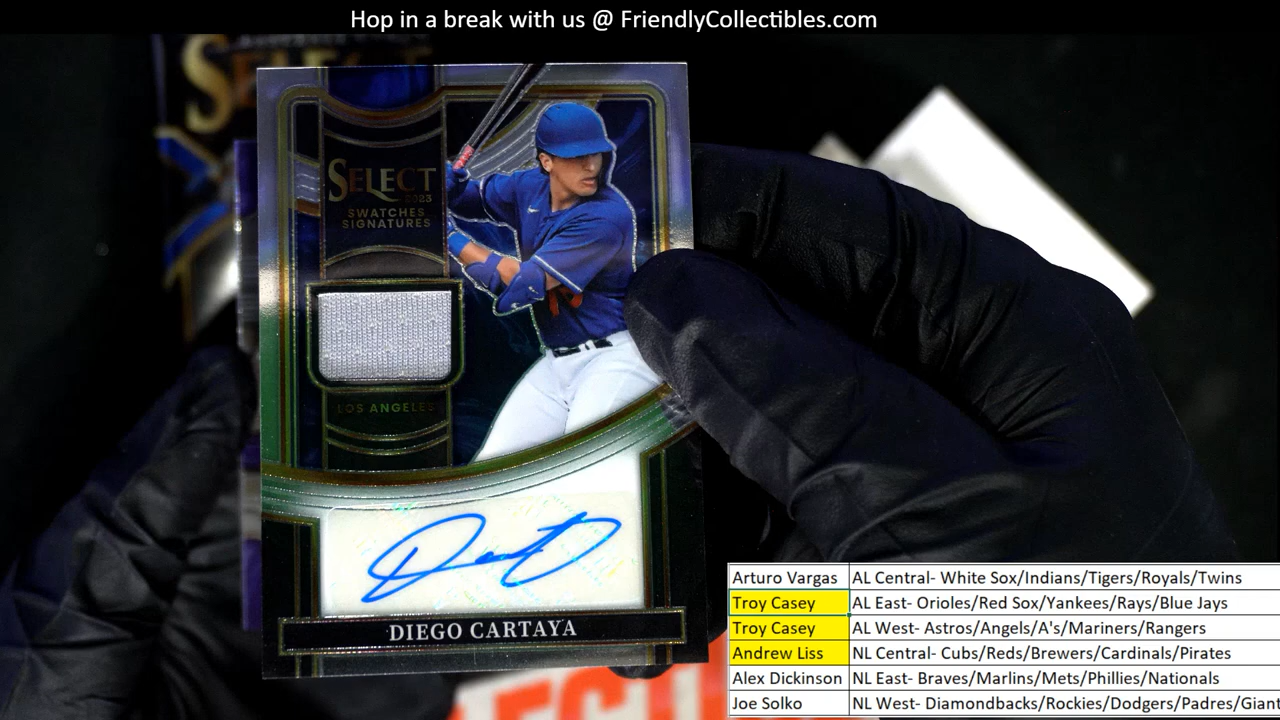 Hop in a break with us @ FriendlyCollectibles.com
SELECT
2023
SWATCHES
SIGNATURES
LOS ANGELES
DIEGO CARTAYA
Arturo Vargas AL Central- White Sox/Indians/Tigers/Royals/Twins
Troy Casey AL East- Orioles/Red Sox/Yankees/Rays/Blue Jays
Troy Casey AL West- Astros/Angels/A's/Mariners/Rangers
Andrew Liss NL Central- Cubs/Reds/Brewers/Cardinals/Pirates
Alex Dickinson NL East- Braves/Marlins/Mets/Phillies/Nationals
Joe Solko NL West- Diamondbacks/Rockies/Dodgers/Padres/Giant